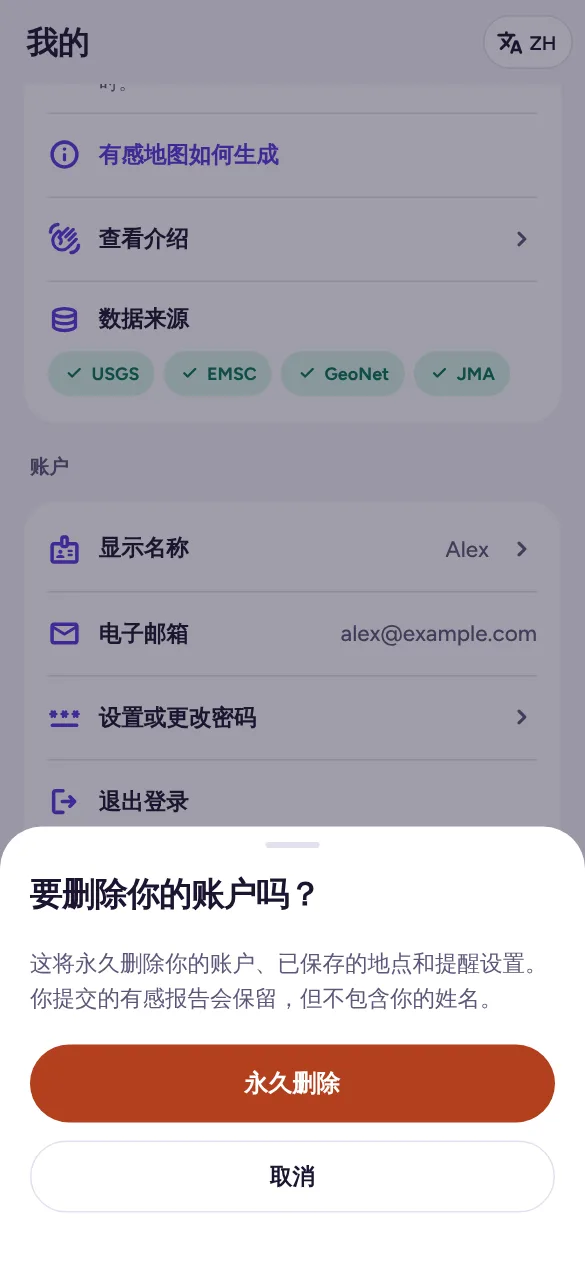 我的
ZH
时。
有感地图如何生成
查看介绍
数据来源
USGS
EMSC
GeoNet
JMA
账户
显示名称
Alex
电子邮箱
alex@example.com
设置或更改密码
退出登录
要删除你的账户吗？
这将永久删除你的账户、已保存的地点和提醒设置。
你提交的有感报告会保留，但不包含你的姓名。
永久删除
取消